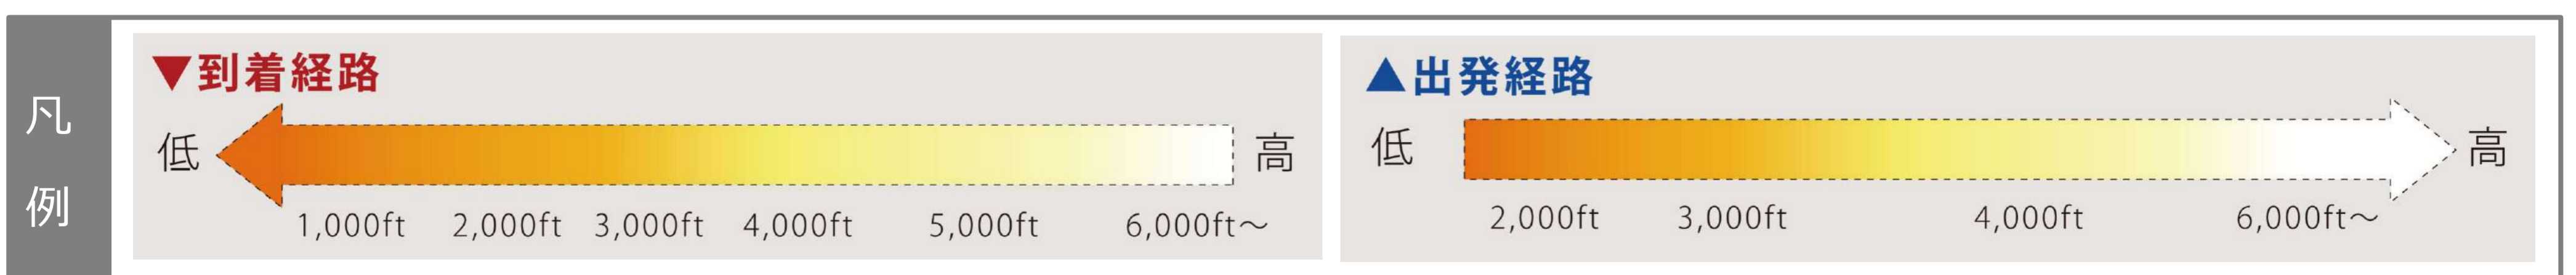 凡例
▼到着経路
低 高
1,000ft 2,000ft 3,000ft 4,000ft 5,000ft 6,000ft〜
▲出発経路
低 高
2,000ft 3,000ft 4,000ft 6,000ft〜